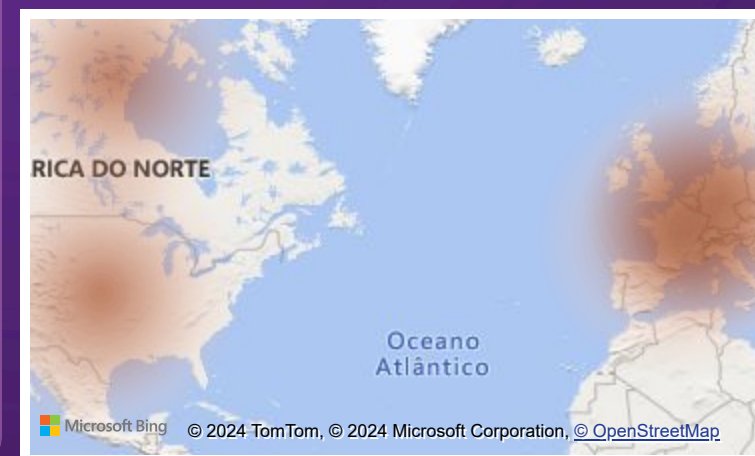 RICA DO NORTE
Oceano
Atlântico
Microsoft Bing
© 2024 TomTom, © 2024 Microsoft Corporation, © OpenStreetMap